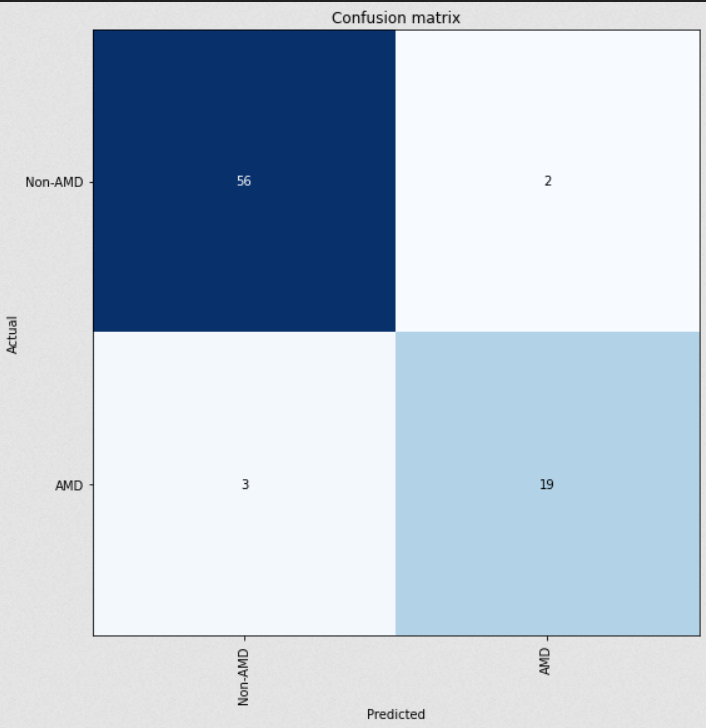 Confusion matrix
Non-AMD
56
2
Actual
AMD
3
19
Non-AMD
AMD
Predicted